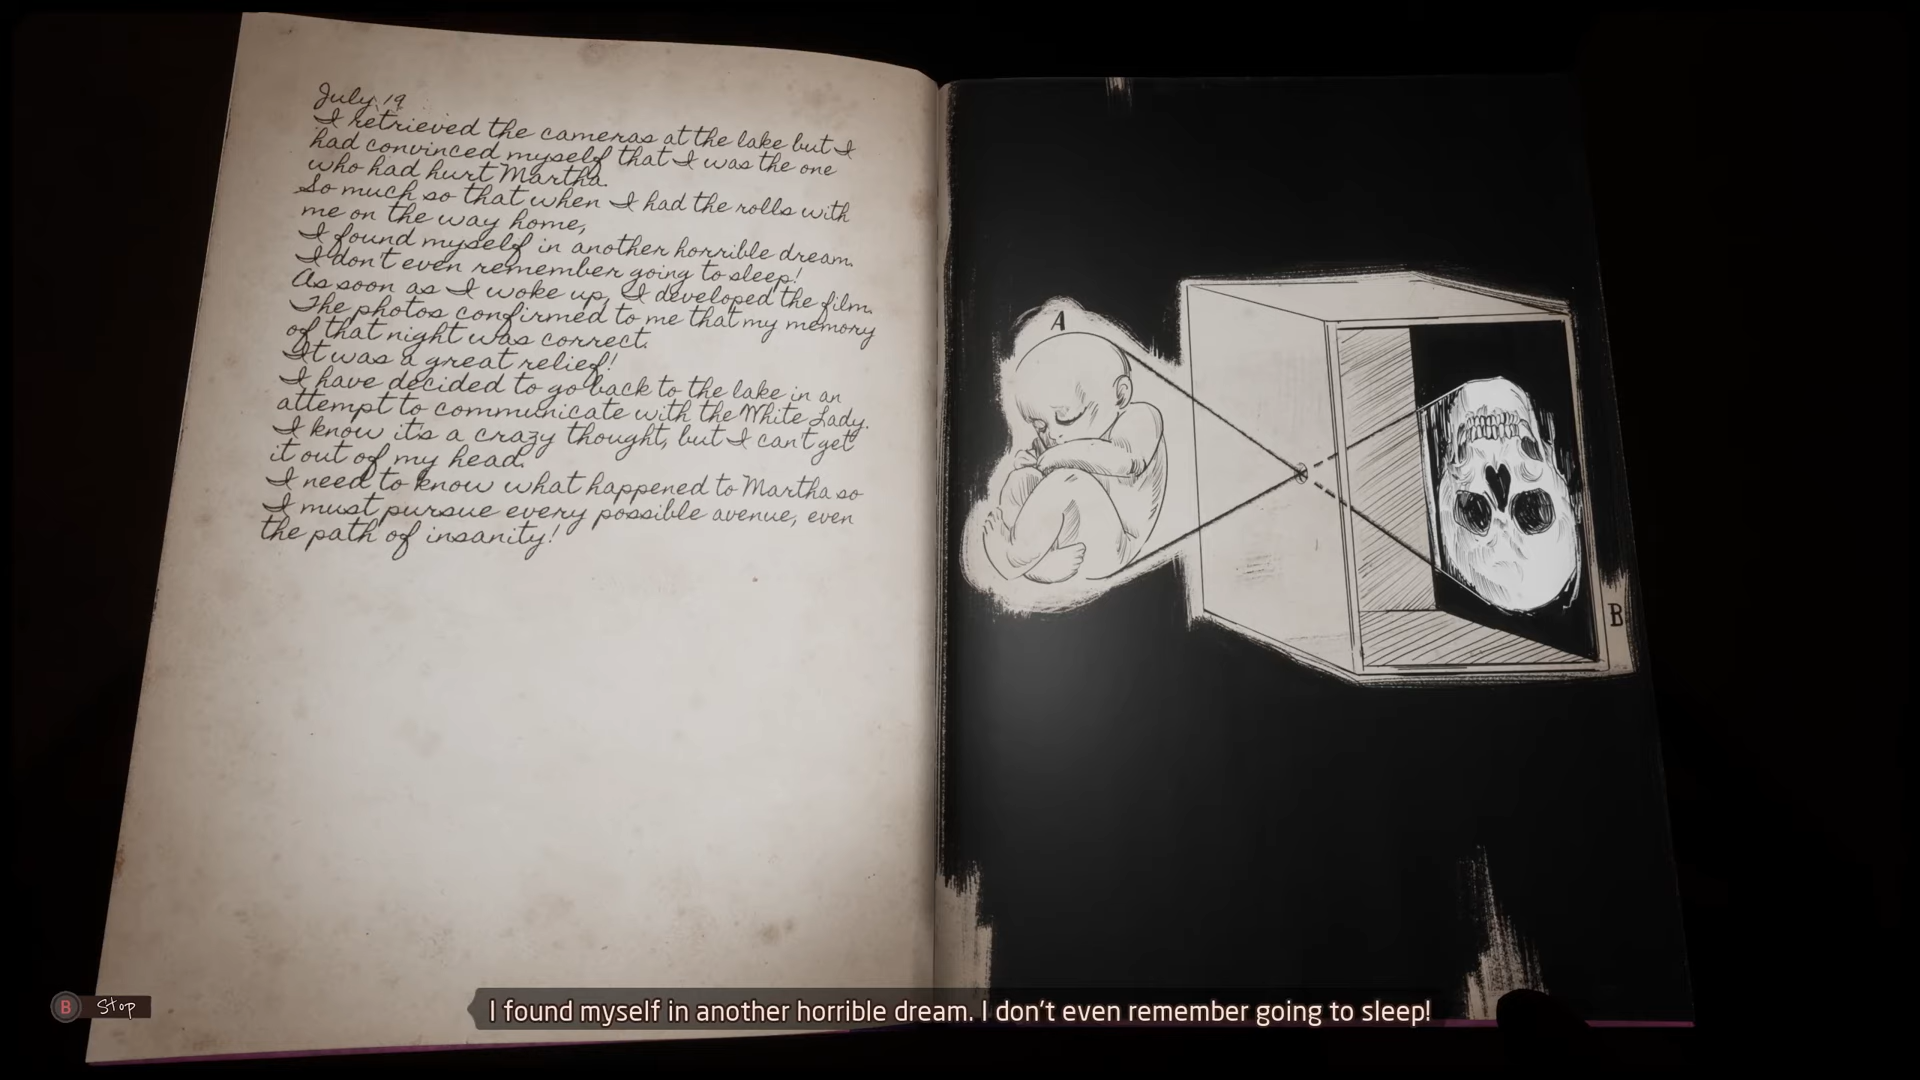 July 19
I retrieved the cameras at the lake but I
had convinced myself that I was the one
who had hurt Martha.
So much so that when I had the rolls with
me on the way home,
I found myself in another horrible dream.
I don't even remember going to sleep!
As soon as I woke up, I developed the film.
The photos confirmed to me that my memory
of that night was correct.
It was a great relief!
I have decided to go back to the lake in an
attempt to communicate with the White Lady.
I know it's a crazy thought, but I can't get
it out of my head.
I need to know what happened to Martha so
I must pursue every possible avenue, even
the path of insanity!
A
B
B Stop
I found myself in another horrible dream. I don't even remember going to sleep!